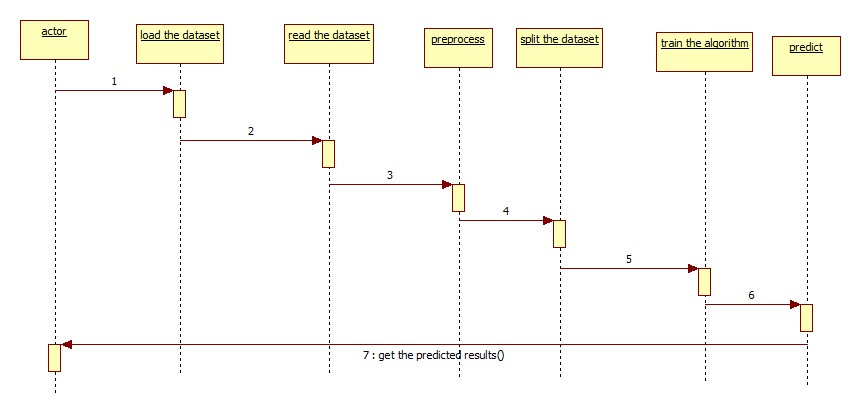 actor
load the dataset
read the dataset
preprocess
split the dataset
train the algorithm
predict
1
2
3
4
5
6
7 : get the predicted results()